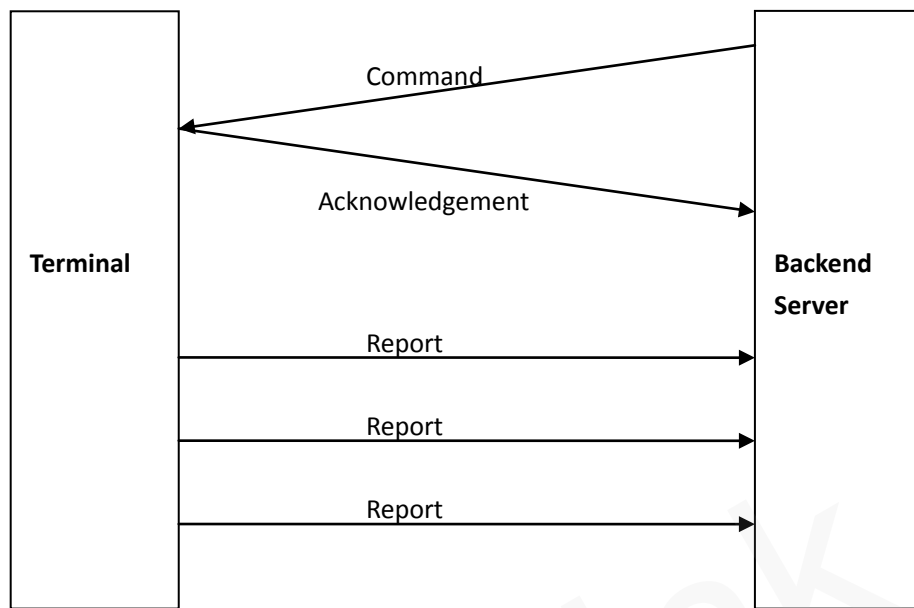 Command
Acknowledgement
Terminal
Backend
Server
Report
Report
Report